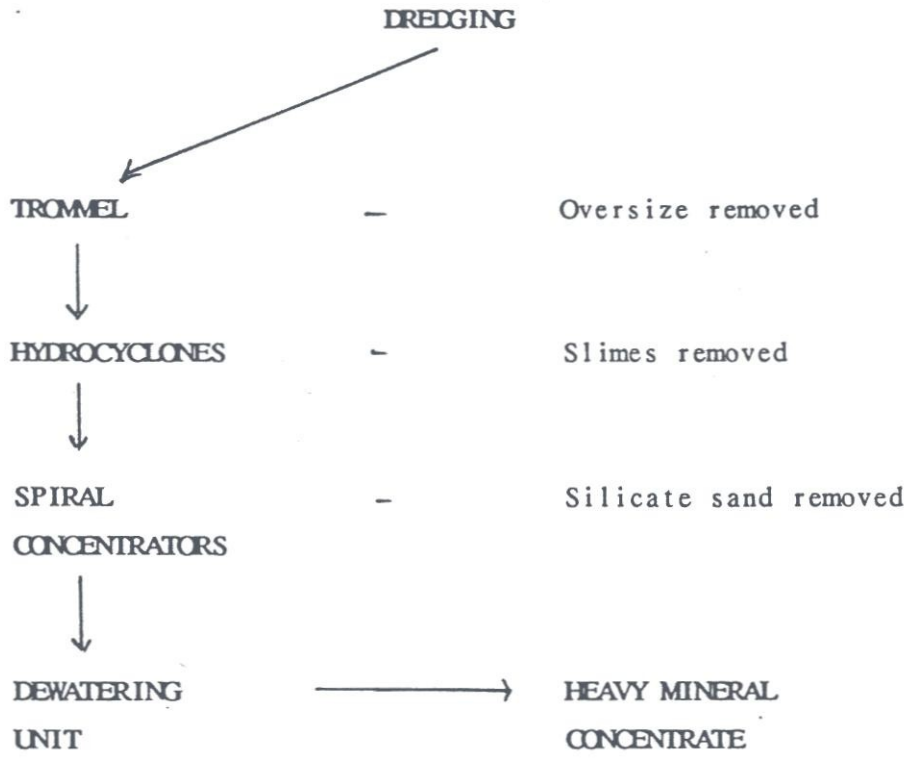 DREDGING
TROMMEL - Oversize removed
HYDROCYCLONES - Slimes removed
SPIRAL - Silicate sand removed
CONCENTRATORS
DEWATERING HEAVY MINERAL
UNIT CONCENTRATE